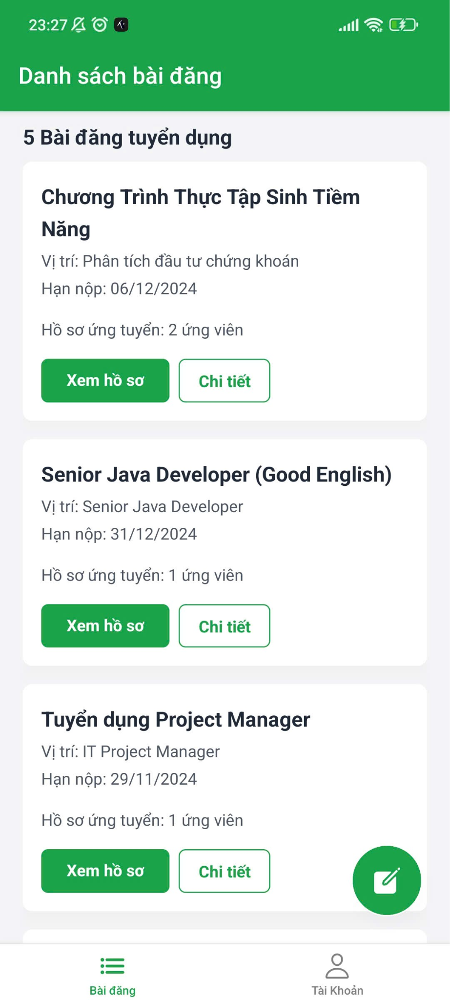 23:27
Danh sách bài đăng
5 Bài đăng tuyển dụng
Chương Trình Thực Tập Sinh Tiềm
Năng
Vị trí: Phân tích đầu tư chứng khoán
Hạn nộp: 06/12/2024
Hồ sơ ứng tuyển: 2 ứng viên
Xem hồ sơ Chi tiết
Senior Java Developer (Good English)
Vị trí: Senior Java Developer
Hạn nộp: 31/12/2024
Hồ sơ ứng tuyển: 1 ứng viên
Xem hồ sơ Chi tiết
Tuyển dụng Project Manager
Vị trí: IT Project Manager
Hạn nộp: 29/11/2024
Hồ sơ ứng tuyển: 1 ứng viên
Xem hồ sơ Chi tiết
Bài đăng Tài Khoản